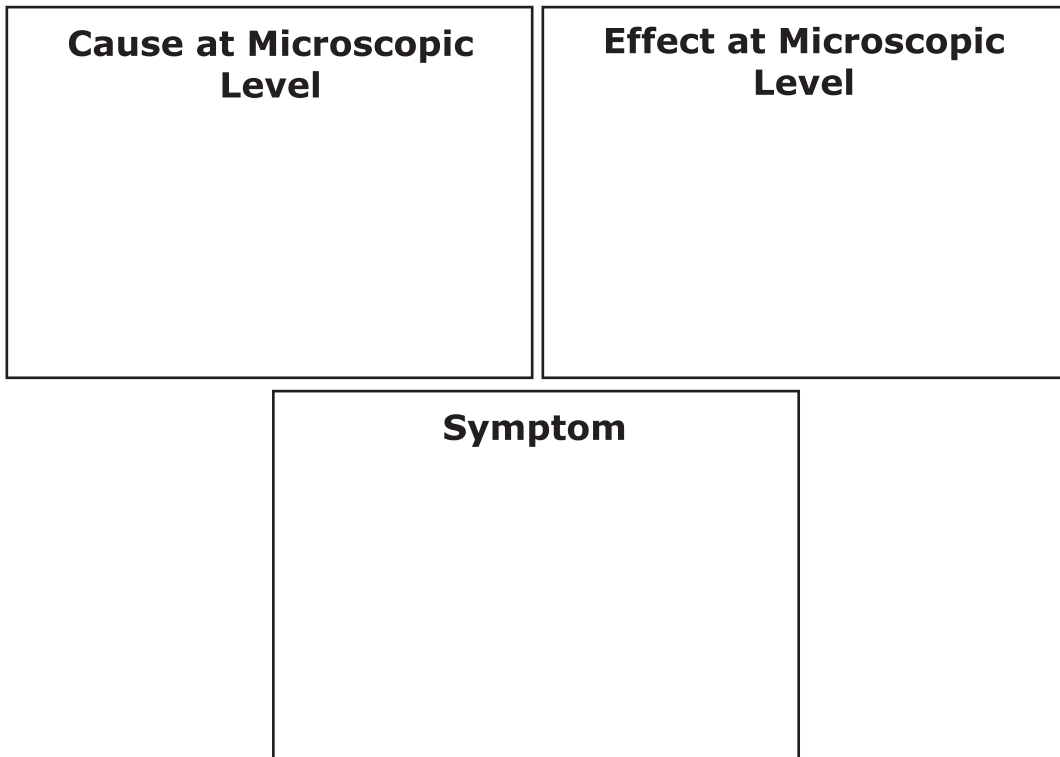 Cause at Microscopic
Level
Effect at Microscopic
Level
Symptom